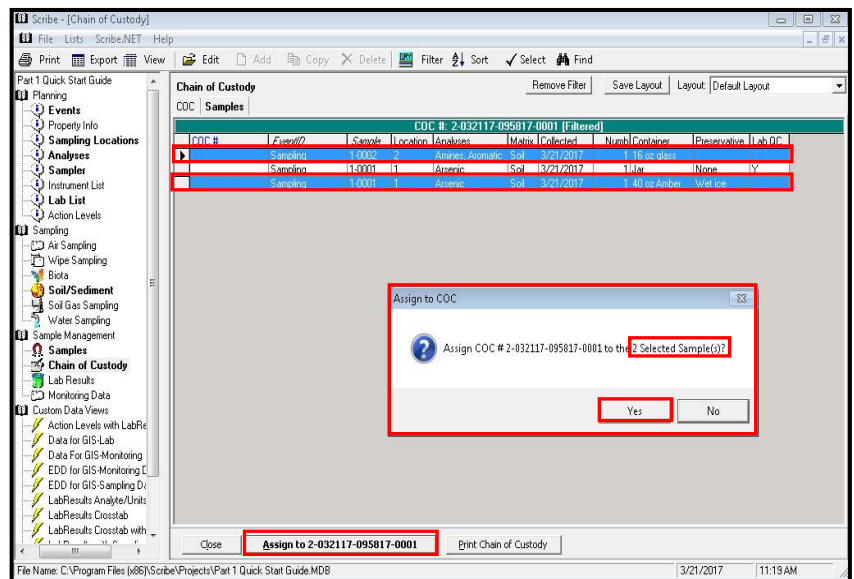 Scribe - [Chain of Custody]
File Lists Scribe.NET Help
Print Export View Edit Add Copy Delete QRY Filter Sort Select Find
Part 1 Quick Start Guide
Planning
Events
Property Info
Sampling Locations
Analyses
Sampler
Instrument List
Lab List
Action Levels
Sampling
Air Sampling
Wipe Sampling
Biota
Soil/Sediment
Soil Gas Sampling
Water Sampling
Sample Management
Samples
Chain of Custody
Lab Results
Monitoring Data
Custom Data Views
Action Levels with LabRe
Data for GIS-Lab
Data For GIS-Monitoring
EDD for GIS-Monitoring
EDD for GIS-Sampling Da
LabResults Analyte/Units
LabResults Crosstab
LabResults Crosstab with
Chain of Custody Remove Filter Save Layout Layout: Default Layout
COC Samples
COC #: 2-032117-095817-0001 [Filtered]
COC # EventID Sample Location Analyses Matrix Collected Numb Container Preservative Lab QC
Sampling 1-0002 2 Amines, Aromatic Soil 3/21/2017 1 16 oz glass
Sampling 1-0001 1 Arsenic Soil 3/21/2017 1 Jar None Y
Sampling 1-0001 1 Arsenic Soil 3/21/2017 1 40 oz Amber Wet ice
Assign to COC
Assign COC # 2-032117-095817-0001 to the 2 Selected Sample(s)?
Yes No
Close Assign to 2-032117-095817-0001 Print Chain of Custody
File Name: C:\Program Files (x86)\Scribe\Projects\Part 1 Quick Start Guide.MDB 3/21/2017 11:19 AM